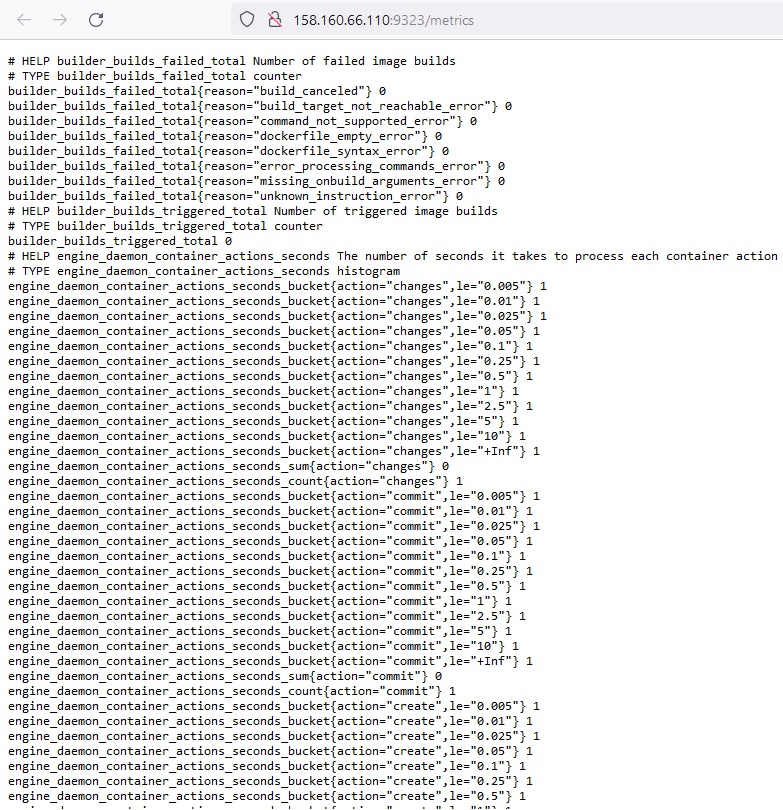 158.160.66.110:9323/metrics
# HELP builder_builds_failed_total Number of failed image builds
# TYPE builder_builds_failed_total counter
builder_builds_failed_total{reason="build_canceled"} 0
builder_builds_failed_total{reason="build_target_not_reachable_error"} 0
builder_builds_failed_total{reason="command_not_supported_error"} 0
builder_builds_failed_total{reason="dockerfile_empty_error"} 0
builder_builds_failed_total{reason="dockerfile_syntax_error"} 0
builder_builds_failed_total{reason="error_processing_commands_error"} 0
builder_builds_failed_total{reason="missing_onbuild_arguments_error"} 0
builder_builds_failed_total{reason="unknown_instruction_error"} 0
# HELP builder_builds_triggered_total Number of triggered image builds
# TYPE builder_builds_triggered_total counter
builder_builds_triggered_total 0
# HELP engine_daemon_container_actions_seconds The number of seconds it takes to process each container action
# TYPE engine_daemon_container_actions_seconds histogram
engine_daemon_container_actions_seconds_bucket{action="changes",le="0.005"} 1
engine_daemon_container_actions_seconds_bucket{action="changes",le="0.01"} 1
engine_daemon_container_actions_seconds_bucket{action="changes",le="0.025"} 1
engine_daemon_container_actions_seconds_bucket{action="changes",le="0.05"} 1
engine_daemon_container_actions_seconds_bucket{action="changes",le="0.1"} 1
engine_daemon_container_actions_seconds_bucket{action="changes",le="0.25"} 1
engine_daemon_container_actions_seconds_bucket{action="changes",le="0.5"} 1
engine_daemon_container_actions_seconds_bucket{action="changes",le="1"} 1
engine_daemon_container_actions_seconds_bucket{action="changes",le="2.5"} 1
engine_daemon_container_actions_seconds_bucket{action="changes",le="5"} 1
engine_daemon_container_actions_seconds_bucket{action="changes",le="10"} 1
engine_daemon_container_actions_seconds_bucket{action="changes",le="+Inf"} 1
engine_daemon_container_actions_seconds_sum{action="changes"} 0
engine_daemon_container_actions_seconds_count{action="changes"} 1
engine_daemon_container_actions_seconds_bucket{action="commit",le="0.005"} 1
engine_daemon_container_actions_seconds_bucket{action="commit",le="0.01"} 1
engine_daemon_container_actions_seconds_bucket{action="commit",le="0.025"} 1
engine_daemon_container_actions_seconds_bucket{action="commit",le="0.05"} 1
engine_daemon_container_actions_seconds_bucket{action="commit",le="0.1"} 1
engine_daemon_container_actions_seconds_bucket{action="commit",le="0.25"} 1
engine_daemon_container_actions_seconds_bucket{action="commit",le="0.5"} 1
engine_daemon_container_actions_seconds_bucket{action="commit",le="1"} 1
engine_daemon_container_actions_seconds_bucket{action="commit",le="2.5"} 1
engine_daemon_container_actions_seconds_bucket{action="commit",le="5"} 1
engine_daemon_container_actions_seconds_bucket{action="commit",le="10"} 1
engine_daemon_container_actions_seconds_bucket{action="commit",le="+Inf"} 1
engine_daemon_container_actions_seconds_sum{action="commit"} 0
engine_daemon_container_actions_seconds_count{action="commit"} 1
engine_daemon_container_actions_seconds_bucket{action="create",le="0.005"} 1
engine_daemon_container_actions_seconds_bucket{action="create",le="0.01"} 1
engine_daemon_container_actions_seconds_bucket{action="create",le="0.025"} 1
engine_daemon_container_actions_seconds_bucket{action="create",le="0.05"} 1
engine_daemon_container_actions_seconds_bucket{action="create",le="0.1"} 1
engine_daemon_container_actions_seconds_bucket{action="create",le="0.25"} 1
engine_daemon_container_actions_seconds_bucket{action="create",le="0.5"} 1